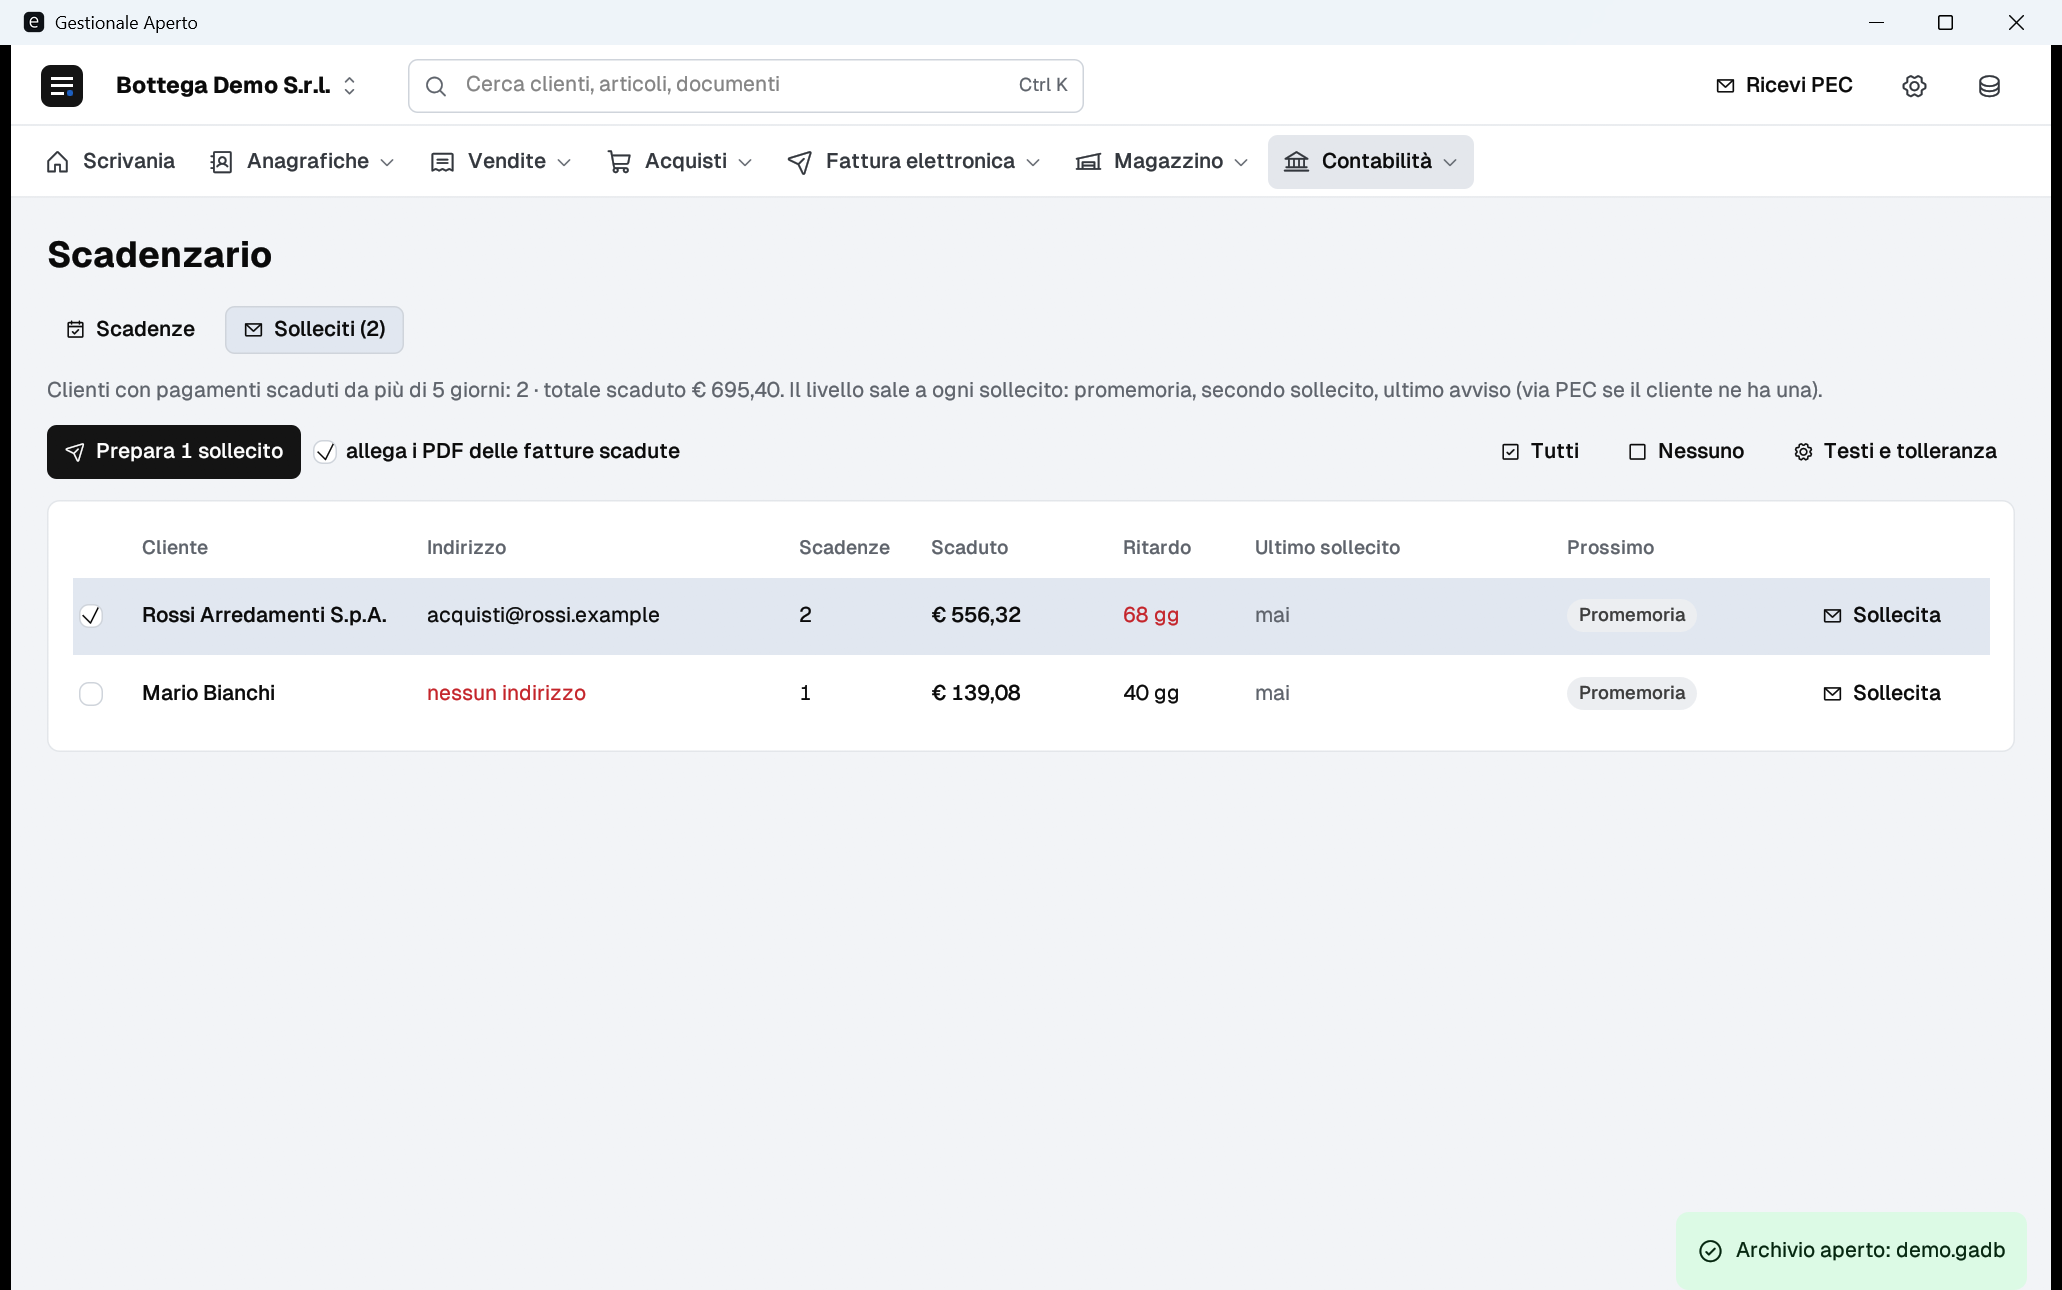 Gestionale Aperto
Bottega Demo S.r.l.
Cerca clienti, articoli, documenti
Ctrl K
Ricevi PEC
Scrivania
Anagrafiche
Vendite
Acquisti
Fattura elettronica
Magazzino
Contabilità
Scadenzario
Scadenze
Solleciti (2)
Clienti con pagamenti scaduti da più di 5 giorni: 2 · totale scaduto € 695,40. Il livello sale a ogni sollecito: promemoria, secondo sollecito, ultimo avviso (via PEC se il cliente ne ha una).
Prepara 1 sollecito
allega i PDF delle fatture scadute
Tutti
Nessuno
Testi e tolleranza
Cliente Indirizzo Scadenze Scaduto Ritardo Ultimo sollecito Prossimo
Rossi Arredamenti S.p.A. acquisti@rossi.example 2 € 556,32 68 gg mai Promemoria Sollecita
Mario Bianchi nessun indirizzo 1 € 139,08 40 gg mai Promemoria Sollecita
Archivio aperto: demo.gadb